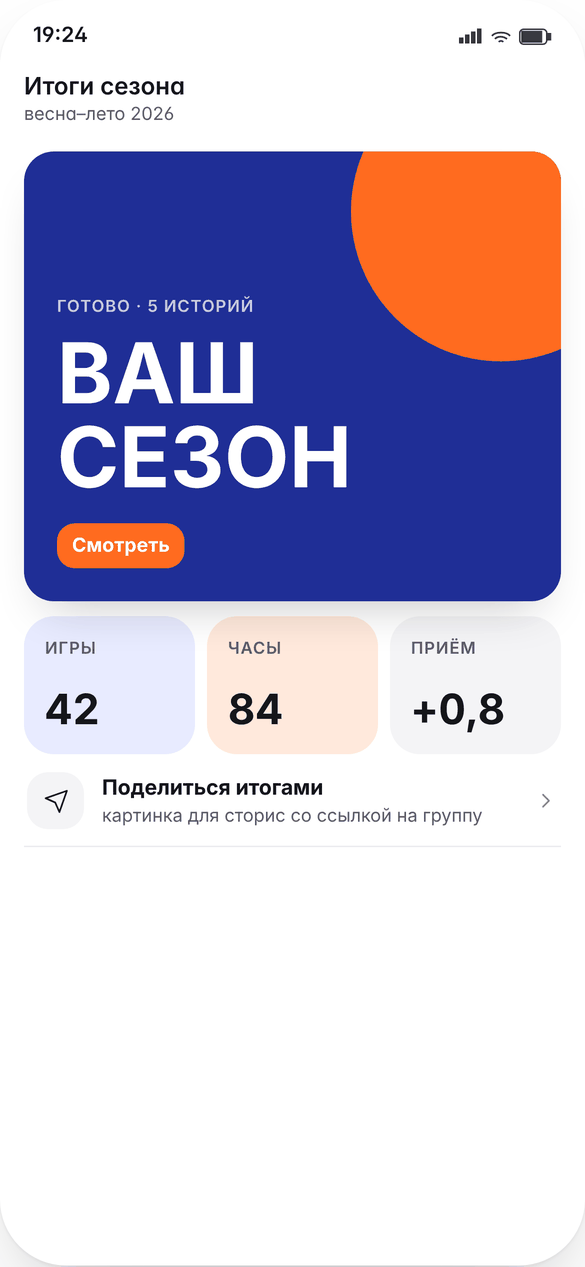 19:24
Итоги сезона
весна–лето 2026
ГОТОВО · 5 ИСТОРИЙ
ВАШ
СЕЗОН
Смотреть
ИГРЫ
ЧАСЫ
ПРИЁМ
42
84
+0,8
Поделиться итогами
картинка для сторис со ссылкой на группу